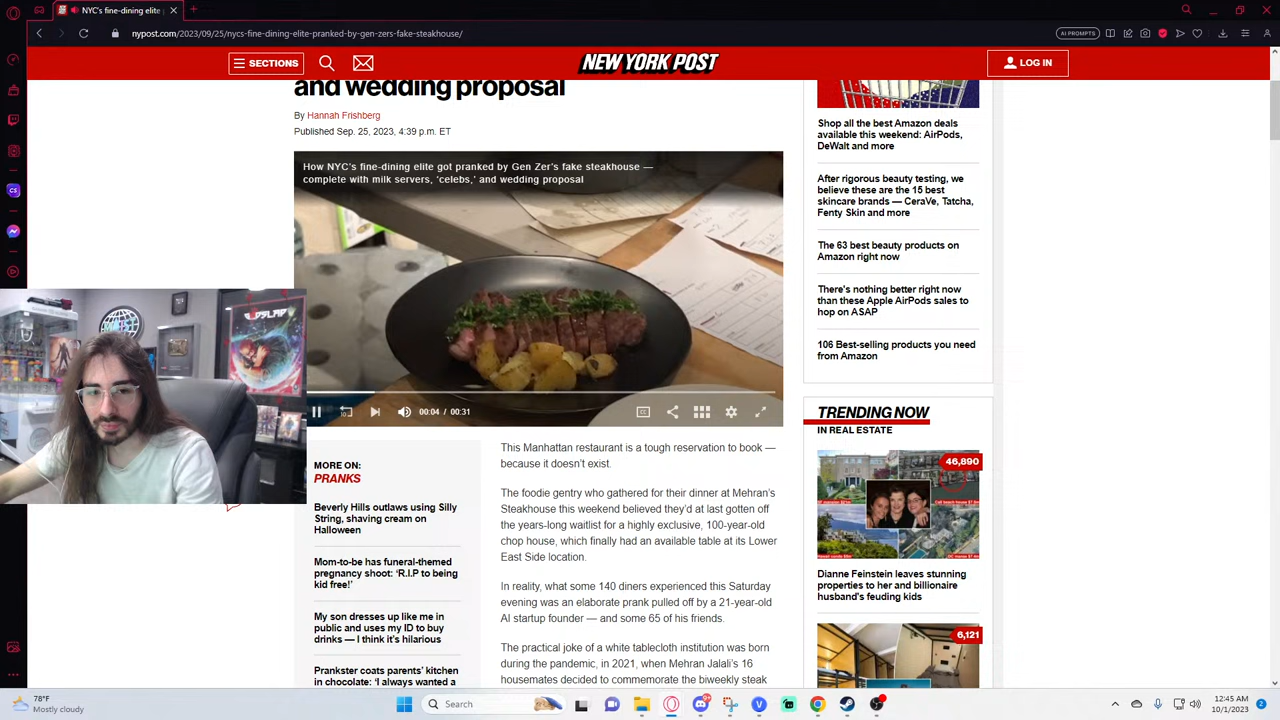 NYC's fine-dining elite
nypost.com/2023/09/25/nycs-fine-dining-elite-pranked-by-gen-zers-fake-steakhouse/
AI PROMPTS
SECTIONS
NEW YORK POST
LOG IN
and wedding proposal
By Hannah Frishberg
Published Sep. 25, 2023, 4:39 p.m. ET
How NYC's fine-dining elite got pranked by Gen Zer's fake steakhouse —
complete with milk servers, 'celebs,' and wedding proposal
10
00:04 / 00:31
CC
MORE ON:
PRANKS
Beverly Hills outlaws using Silly
String, shaving cream on
Halloween
Mom-to-be has funeral-themed
pregnancy shoot: 'R.I.P to being
kid free!'
My son dresses up like me in
public and uses my ID to buy
drinks — I think it's hilarious
Prankster coats parents' kitchen
in chocolate: 'I always wanted a
This Manhattan restaurant is a tough reservation to book —
because it doesn't exist.
The foodie gentry who gathered for their dinner at Mehran's
Steakhouse this weekend believed they'd at last gotten off
the years-long waitlist for a highly exclusive, 100-year-old
chop house, which finally had an available table at its Lower
East Side location.
In reality, what some 140 diners experienced this Saturday
evening was an elaborate prank pulled off by a 21-year-old
AI startup founder — and some 65 of his friends.
The practical joke of a white tablecloth institution was born
during the pandemic, in 2021, when Mehran Jalali's 16
housemates decided to commemorate the biweekly steak
Shop all the best Amazon deals
available this weekend: AirPods,
DeWalt and more
After rigorous beauty testing, we
believe these are the 15 best
skincare brands — CeraVe, Tatcha,
Fenty Skin and more
The 63 best beauty products on
Amazon right now
There's nothing better right now
than these Apple AirPods sales to
hop on ASAP
106 Best-selling products you need
from Amazon
TRENDING NOW
IN REAL ESTATE
46,890
Dianne Feinstein leaves stunning
properties to her and billionaire
husband's feuding kids
6,121
CS
78°F
Mostly cloudy
Search
12:45 AM
10/1/2023